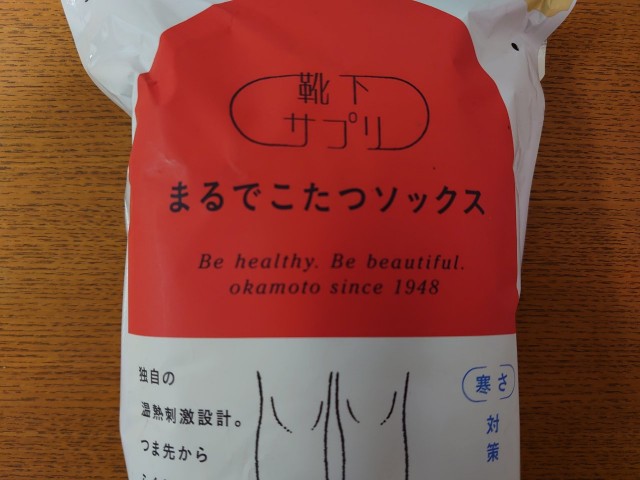 靴下
サプリ
まるでこたつソックス
Be healthy. Be beautiful.
okamoto since 1948
独自の
温熱刺激設計。
つま先から
寒さ
対策